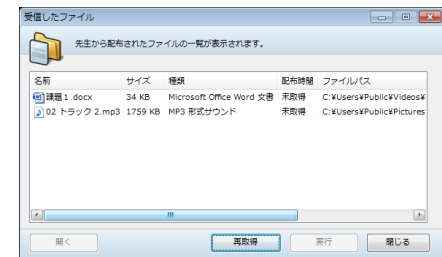 受信したファイル
先生から配布されたファイルの一覧が表示されます。
名前 サイズ 種類 配布時間 ファイルパス
課題１.docx 34 KB Microsoft Office Word 文書 未取得 C:¥Users¥Public¥Videos¥
02 トラック 2.mp3 1759 KB MP3 形式サウンド 未取得 C:¥Users¥Public¥Pictures
開く 再取得 実行 閉じる